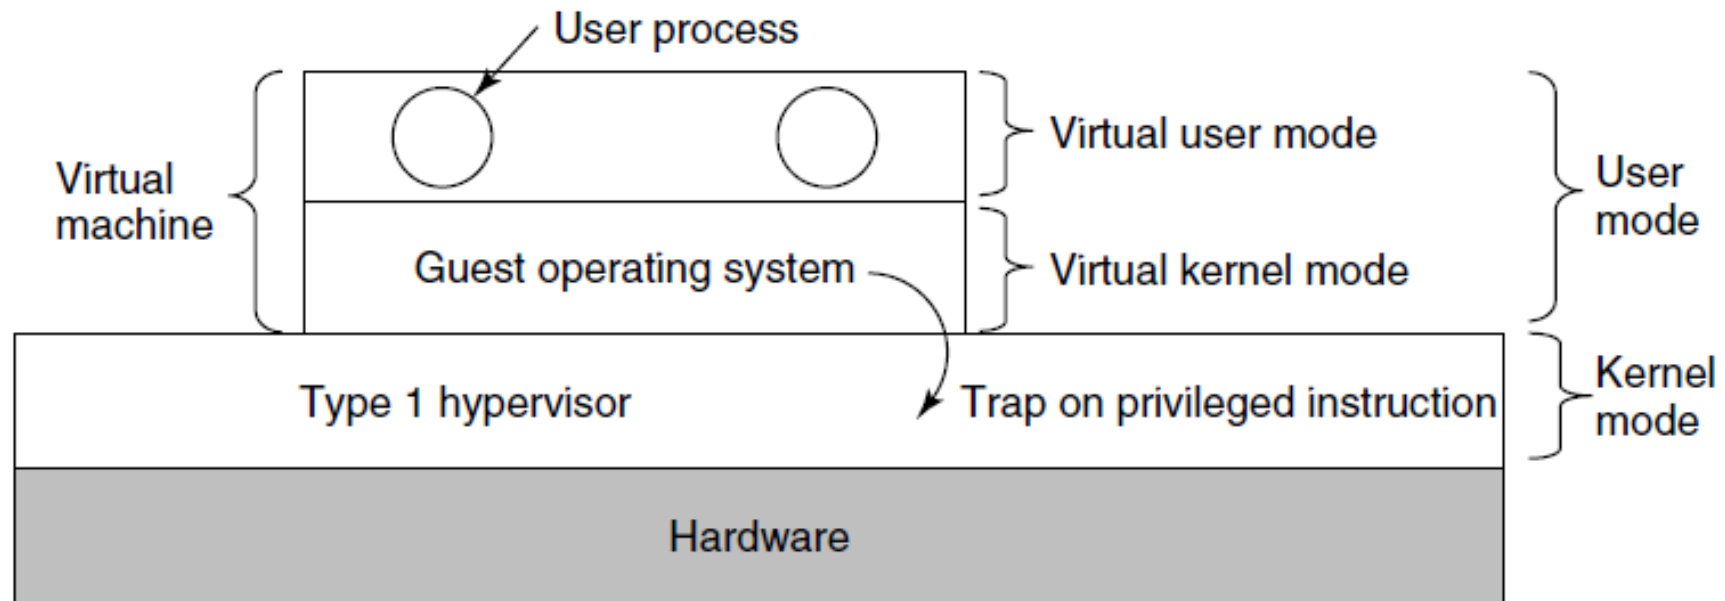 User process
Virtual user mode
Virtual
machine
User
mode
Guest operating system
Virtual kernel mode
Type 1 hypervisor
Trap on privileged instruction
Kernel
mode
Hardware